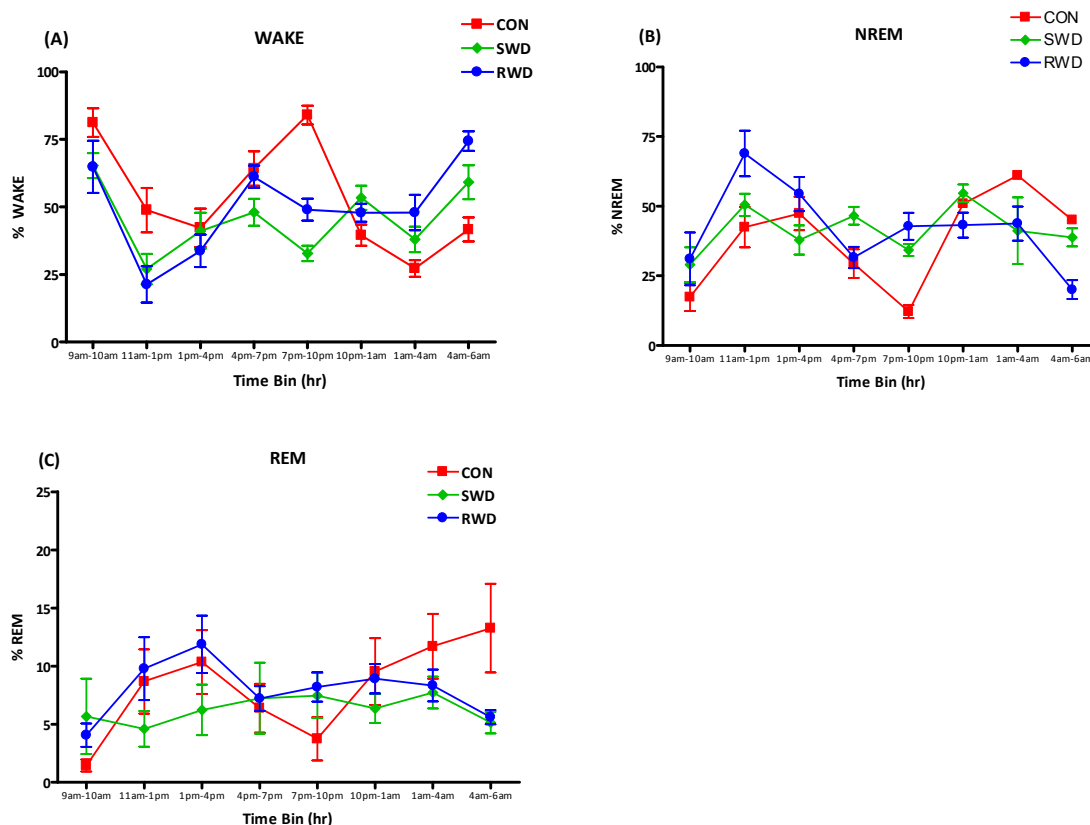 (A)
WAKE
CON
SWD
RWD
100
75
50
25
0
% WAKE
9am-10am 11am-1pm 1pm-4pm 4pm-7pm 7pm-10pm 10pm-1am 1am-4am 4am-6am
Time Bin (hr)
(B)
NREM
CON
SWD
RWD
100
75
50
25
0
% NREM
9am-10am 11am-1pm 1pm-4pm 4pm-7pm 7pm-10pm 10pm-1am 1am-4am 4am-6am
Time Bin (hr)
(C)
REM
CON
SWD
RWD
25
20
15
10
5
0
% REM
9am-10am 11am-1pm 1pm-4pm 4pm-7pm 7pm-10pm 10pm-1am 1am-4am 4am-6am
Time Bin (hr)